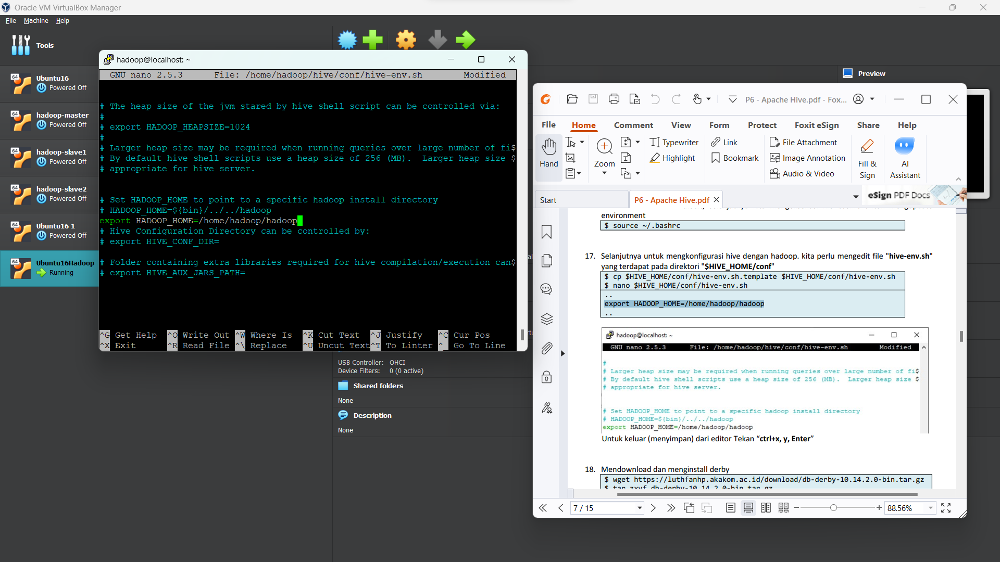 Oracle VM VirtualBox Manager
File Machine Help
Tools
64
Ubuntu16
Powered Off
64
hadoop-master
Powered Off
64
hadoop-slave1
Powered Off
64
hadoop-slave2
Powered Off
64
Ubuntu16 1
Powered Off
64
Ubuntu16Hadoop
Running
Preview
hadoop@localhost: ~
GNU nano 2.5.3 File: /home/hadoop/hive/conf/hive-env.sh Modified
# The heap size of the jvm stared by hive shell script can be controlled via:
#
# export HADOOP_HEAPSIZE=1024
#
# Larger heap size may be required when running queries over large number of fi$
# By default hive shell scripts use a heap size of 256 (MB).  Larger heap size $
# appropriate for hive server.
# Set HADOOP_HOME to point to a specific hadoop install directory
# HADOOP_HOME=${bin}/../../hadoop
export HADOOP_HOME=/home/hadoop/hadoop
# Hive Configuration Directory can be controlled by:
# export HIVE_CONF_DIR=
# Folder containing extra libraries required for hive compilation/execution can$
# export HIVE_AUX_JARS_PATH=
^G Get Help ^O Write Out ^W Where Is ^K Cut Text ^J Justify ^C Cur Pos
^X Exit ^R Read File ^\ Replace ^U Uncut Text ^T To Linter ^_ Go To Line
USB Controller: OHCI
Device Filters: 0 (0 active)
Shared folders
None
Description
None
P6 - Apache Hive.pdf - Fox...
File Home Comment View Form Protect Foxit eSign Share Help
Hand
Zoom
Typewriter
Highlight
Link
Bookmark
File Attachment
Image Annotation
Audio & Video
Fill &
Sign
AI
Assistant
Start
P6 - Apache Hive.pdf
eSign PDF Docs
environment
$ source ~/.bashrc
17. Selanjutnya untuk mengkonfigurasi hive dengan hadoop. kita perlu mengedit file "hive-env.sh"
yang terdapat pada direktori "$HIVE_HOME/conf"
$ cp $HIVE_HOME/conf/hive-env.sh.template $HIVE_HOME/conf/hive-env.sh
$ nano $HIVE_HOME/conf/hive-env.sh
..
export HADOOP_HOME=/home/hadoop/hadoop
..
hadoop@localhost: ~
GNU nano 2.5.3 File: /home/hadoop/hive/conf/hive-env.sh Modified
#
# Larger heap size may be required when running queries over large number of fi$
# By default hive shell scripts use a heap size of 256 (MB).  Larger heap size $
# appropriate for hive server.
# Set HADOOP_HOME to point to a specific hadoop install directory
# HADOOP_HOME=${bin}/../../hadoop
export HADOOP_HOME=/home/hadoop/hadoop
Untuk keluar (menyimpan) dari editor Tekan “ctrl+x, y, Enter”
18. Mendownload dan menginstall derby
$ wget https://luthfanhp.akakom.ac.id/download/db-derby-10.14.2.0-bin.tar.gz
$ tar zxvf db-derby-10.14.2.0-bin.tar.gz
7 / 15
88.56%